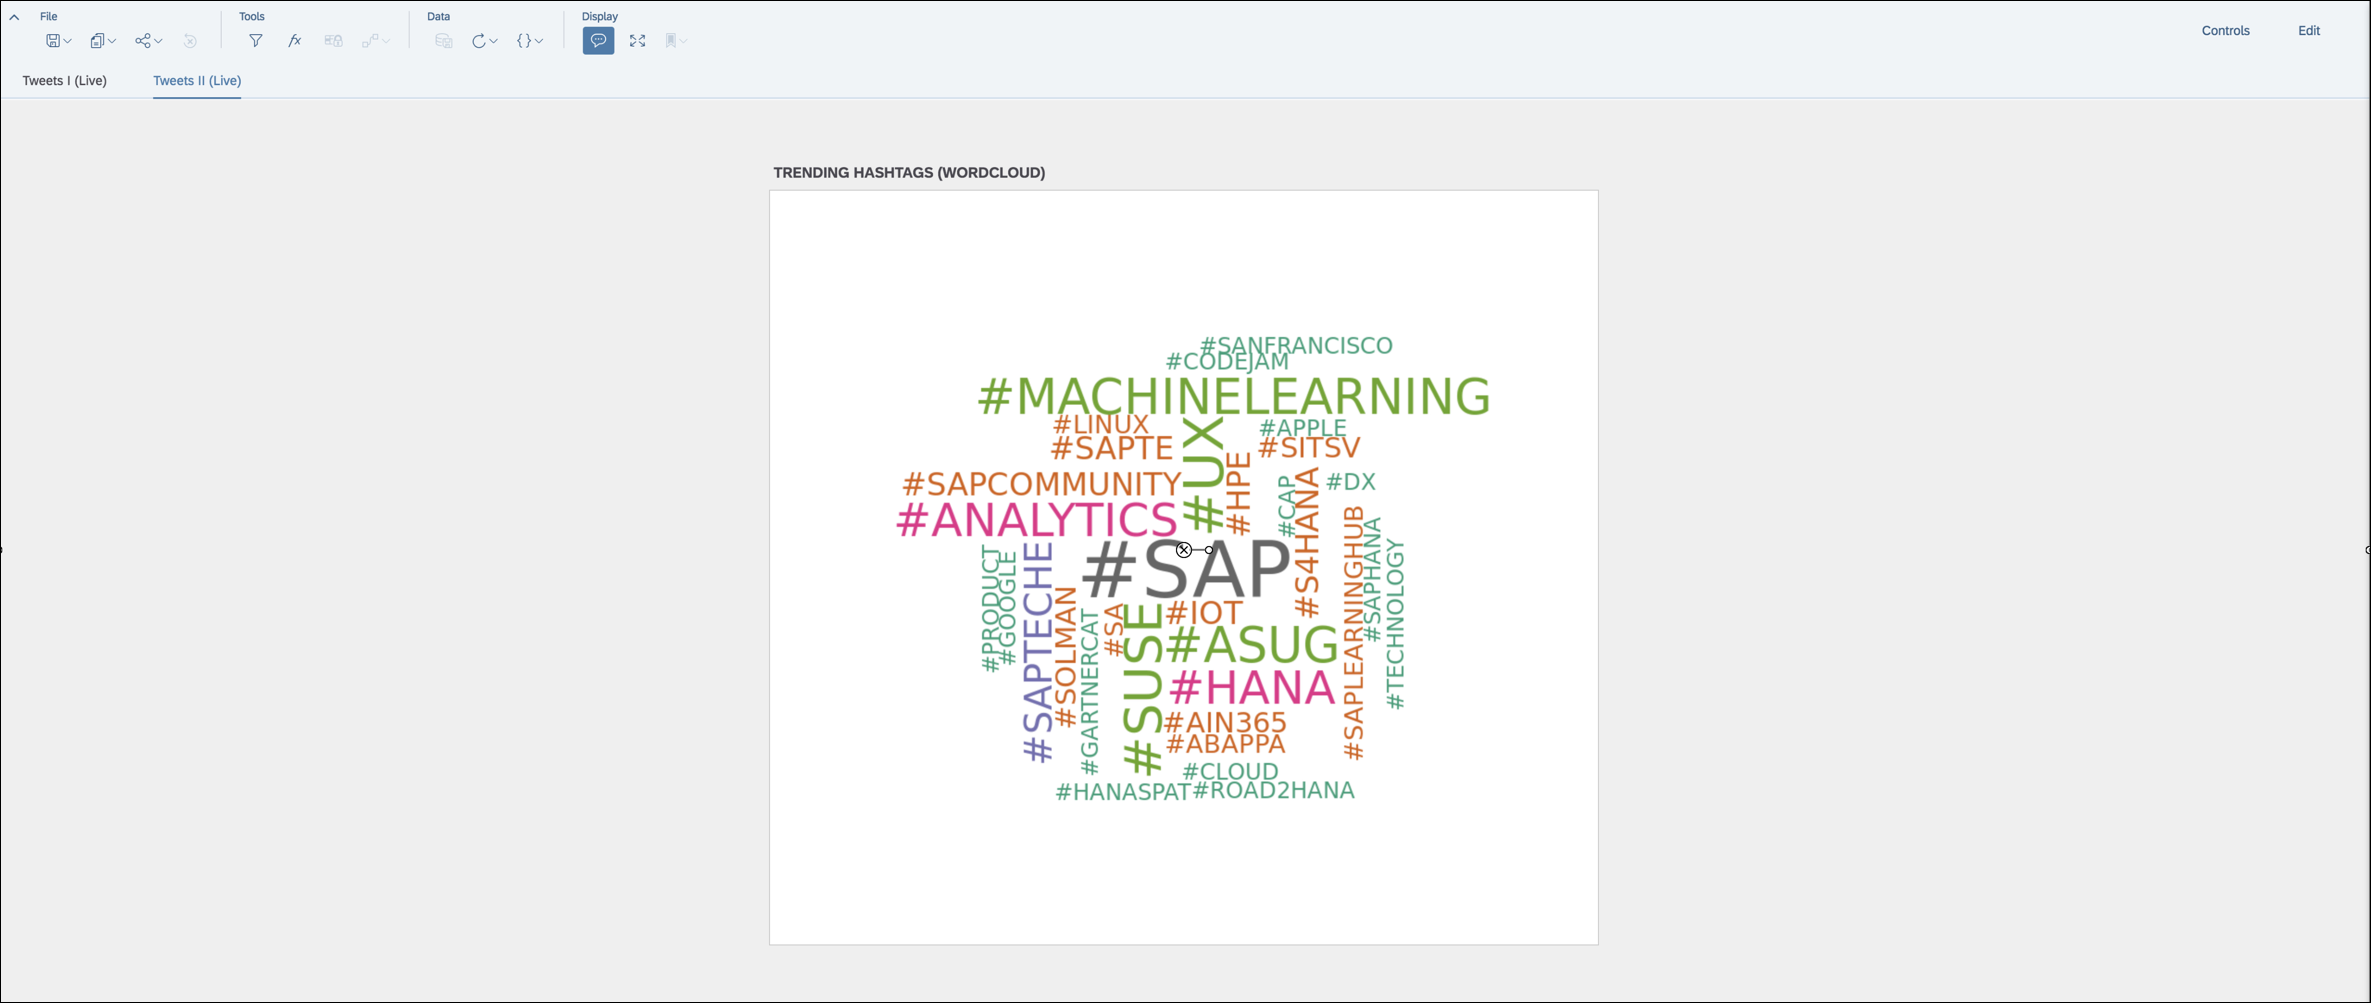 File
Tools
Data
Display
Controls
Edit
Tweets I (Live)
Tweets II (Live)
TRENDING HASHTAGS (WORDCLOUD)
#SANFRANCISCO
#CODEJAM
#MACHINELEARNING
#LINUX
#APPLE
#SAPTE
#UX
#SITSV
#HPE
#SAPCOMMUNITY
#CAP
#S4HANA
#DX
#ANALYTICS
#SAP
#PRODUCT
#GOOGLE
#SAPTECHE
#SOLMAN
#GARTNERCAT
#SA
#SUSE
#IOT
#ASUG
#HANA
#SAPLEARNINGHUB
#SAPHANA
#TECHNOLOGY
#AIN365
#ABAPPA
#CLOUD
#HANASPAT
#ROAD2HANA